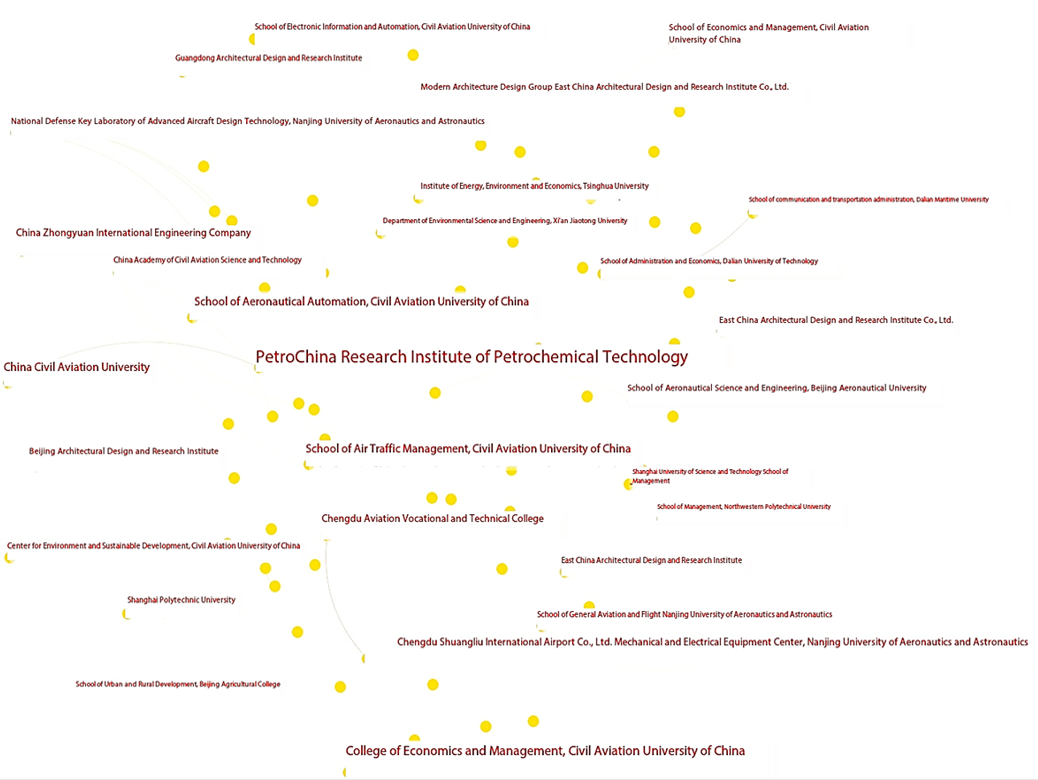 School of Electronic Information and Automation, Civil Aviation University of China
School of Economics and Management, Civil Aviation
University of China
Guangdong Architectural Design and Research Institute
Modern Architecture Design Group East China Architectural Design and Research Institute Co., Ltd.
National Defense Key Laboratory of Advanced Aircraft Design Technology, Nanjing University of Aeronautics and Astronautics
Institute of Energy, Environment and Economics, Tsinghua University
School of communication and transportation administration, Dalian Maritime University
Department of Environmental Science and Engineering, Xi'an Jiaotong University
China Zhongyuan International Engineering Company
China Academy of Civil Aviation Science and Technology
School of Administration and Economics, Dalian University of Technology
School of Aeronautical Automation, Civil Aviation University of China
East China Architectural Design and Research Institute Co., Ltd.
PetroChina Research Institute of Petrochemical Technology
China Civil Aviation University
School of Aeronautical Science and Engineering, Beijing Aeronautical University
Beijing Architectural Design and Research Institute
School of Air Traffic Management, Civil Aviation University of China
Shanghai University of Science and Technology School of
Management
School of Management, Northwestern Polytechnical University
Chengdu Aviation Vocational and Technical College
Center for Environment and Sustainable Development, Civil Aviation University of China
East China Architectural Design and Research Institute
Shanghai Polytechnic University
School of General Aviation and Flight Nanjing University of Aeronautics and Astronautics
Chengdu Shuangliu International Airport Co., Ltd. Mechanical and Electrical Equipment Center, Nanjing University of Aeronautics and Astronautics
School of Urban and Rural Development, Beijing Agricultural College
College of Economics and Management, Civil Aviation University of China